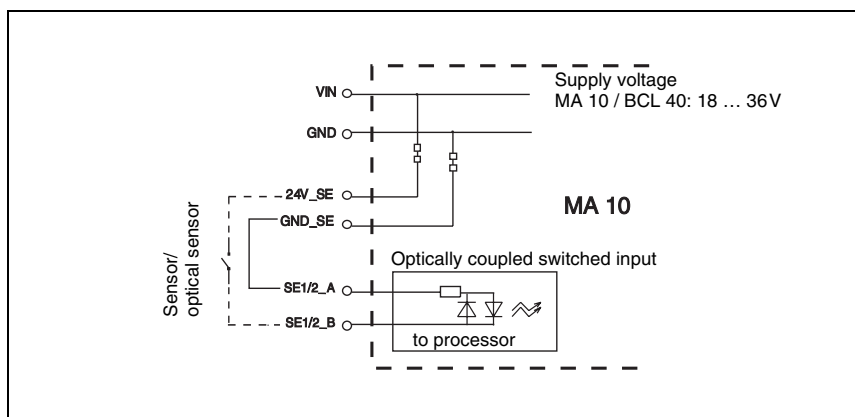 Supply voltage
VIN
MA 10 / BCL 40: 18 … 36V
GND
24V_SE
GND_SE
MA 10
Sensor/
optical sensor
Optically coupled switched input
SE1/2_A
SE1/2_B
to processor